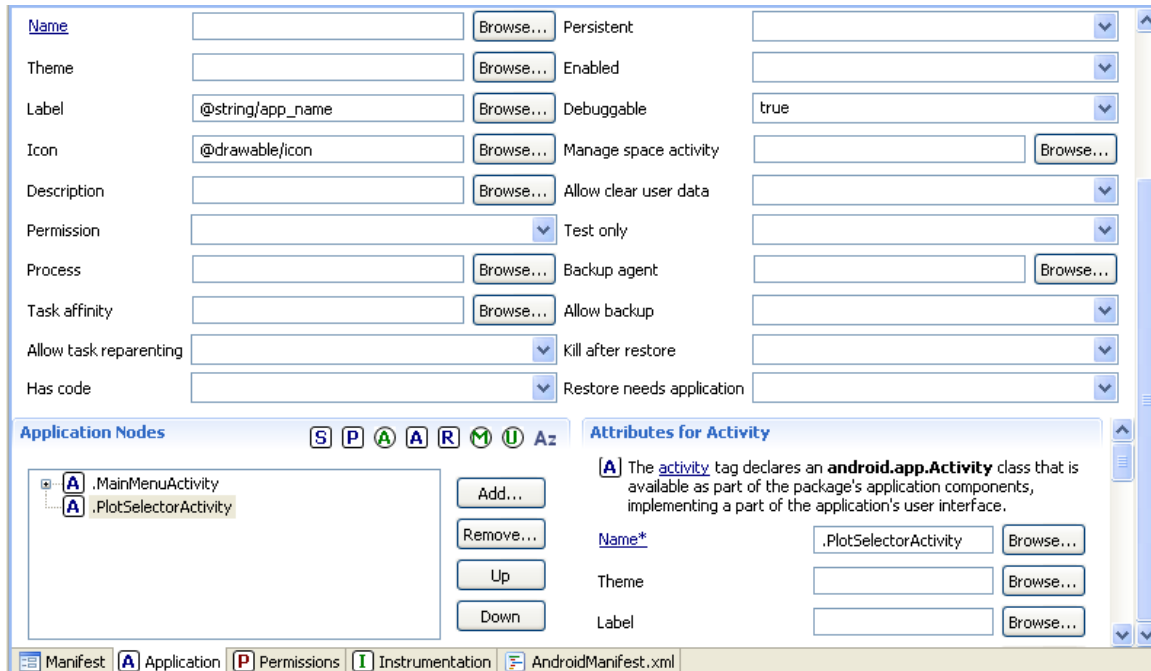 Name Browse... Persistent
Theme Browse... Enabled
Label @string/app_name Browse... Debuggable true
Icon @drawable/icon Browse... Manage space activity Browse...
Description Browse... Allow clear user data
Permission Test only
Process Browse... Backup agent Browse...
Task affinity Browse... Allow backup
Allow task reparenting Kill after restore
Has code Restore needs application
Application Nodes S P A A R M U Az
A .MainMenuActivity
A .PlotSelectorActivity
Add...
Remove...
Up
Down
Attributes for Activity
A The activity tag declares an android.app.Activity class that is
available as part of the package's application components,
implementing a part of the application's user interface.
Name* .PlotSelectorActivity Browse...
Theme Browse...
Label Browse...
Manifest A Application P Permissions I Instrumentation AndroidManifest.xml